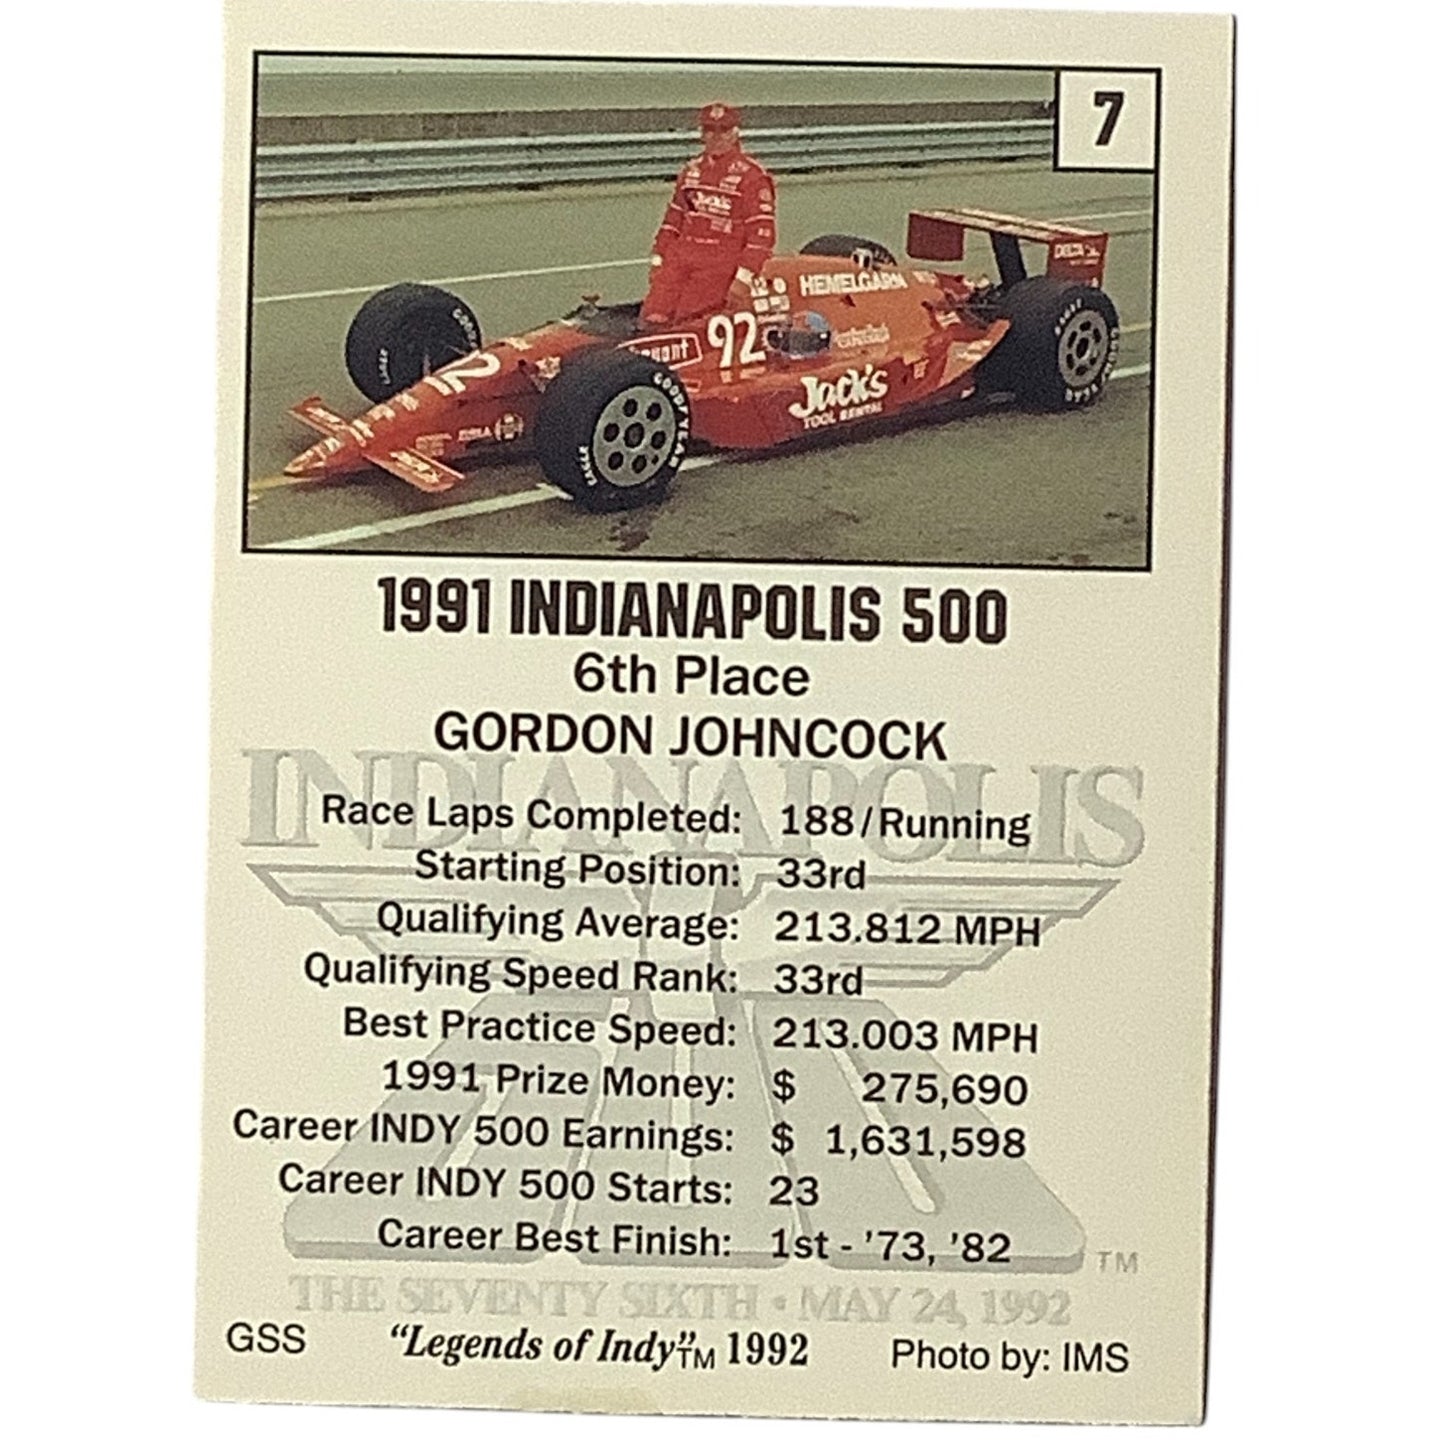 7
HEMELGARN
92
Jack's
TOOL RENTAL
GOODYEAR
EAGLE
1991 INDIANAPOLIS 500
6th Place
GORDON JOHNCOCK
INDIANAPOLIS
Race Laps Completed: 188/Running
Starting Position: 33rd
Qualifying Average: 213.812 MPH
Qualifying Speed Rank: 33rd
Best Practice Speed: 213.003 MPH
1991 Prize Money: $ 275,690
Career INDY 500 Earnings: $ 1,631,598
Career INDY 500 Starts: 23
Career Best Finish: 1st - '73, '82
TM
THE SEVENTY SIXTH • MAY 24, 1992
GSS "Legends of Indy"TM 1992 Photo by: IMS